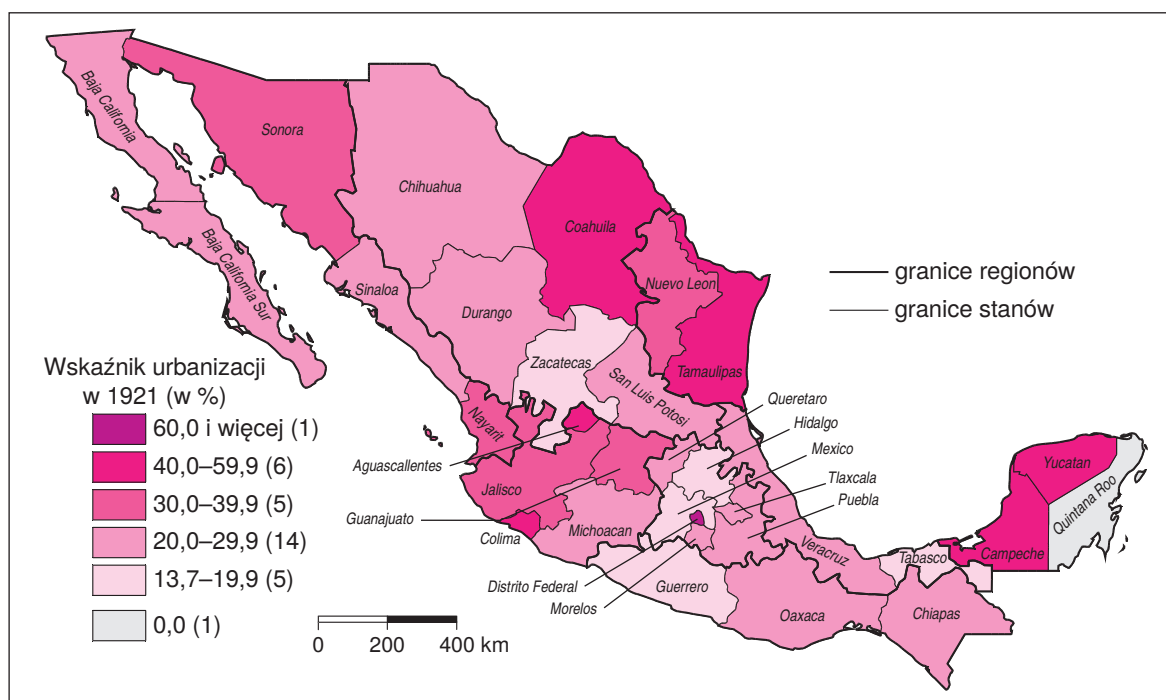 Baja California
Sonora
Chihuahua
Coahuila
Baja California Sur
Sinaloa
Durango
Nuevo Leon
Zacatecas
San Luis Potosi
Tamaulipas
Nayarit
granice regionów
granice stanów
Wskaźnik urbanizacji
w 1921 (w %)
60,0 i więcej (1)
40,0–59,9 (6)
30,0–39,9 (5)
20,0–29,9 (14)
13,7–19,9 (5)
0,0 (1)
Queretaro
Hidalgo
Mexico
Tlaxcala
Puebla
Aguascallentes
Jalisco
Guanajuato
Colima
Michoacan
Distrito Federal
Morelos
Guerrero
Veracruz
Oaxaca
Tabasco
Chiapas
Campeche
Yucatan
Quintana Roo
0 200 400 km